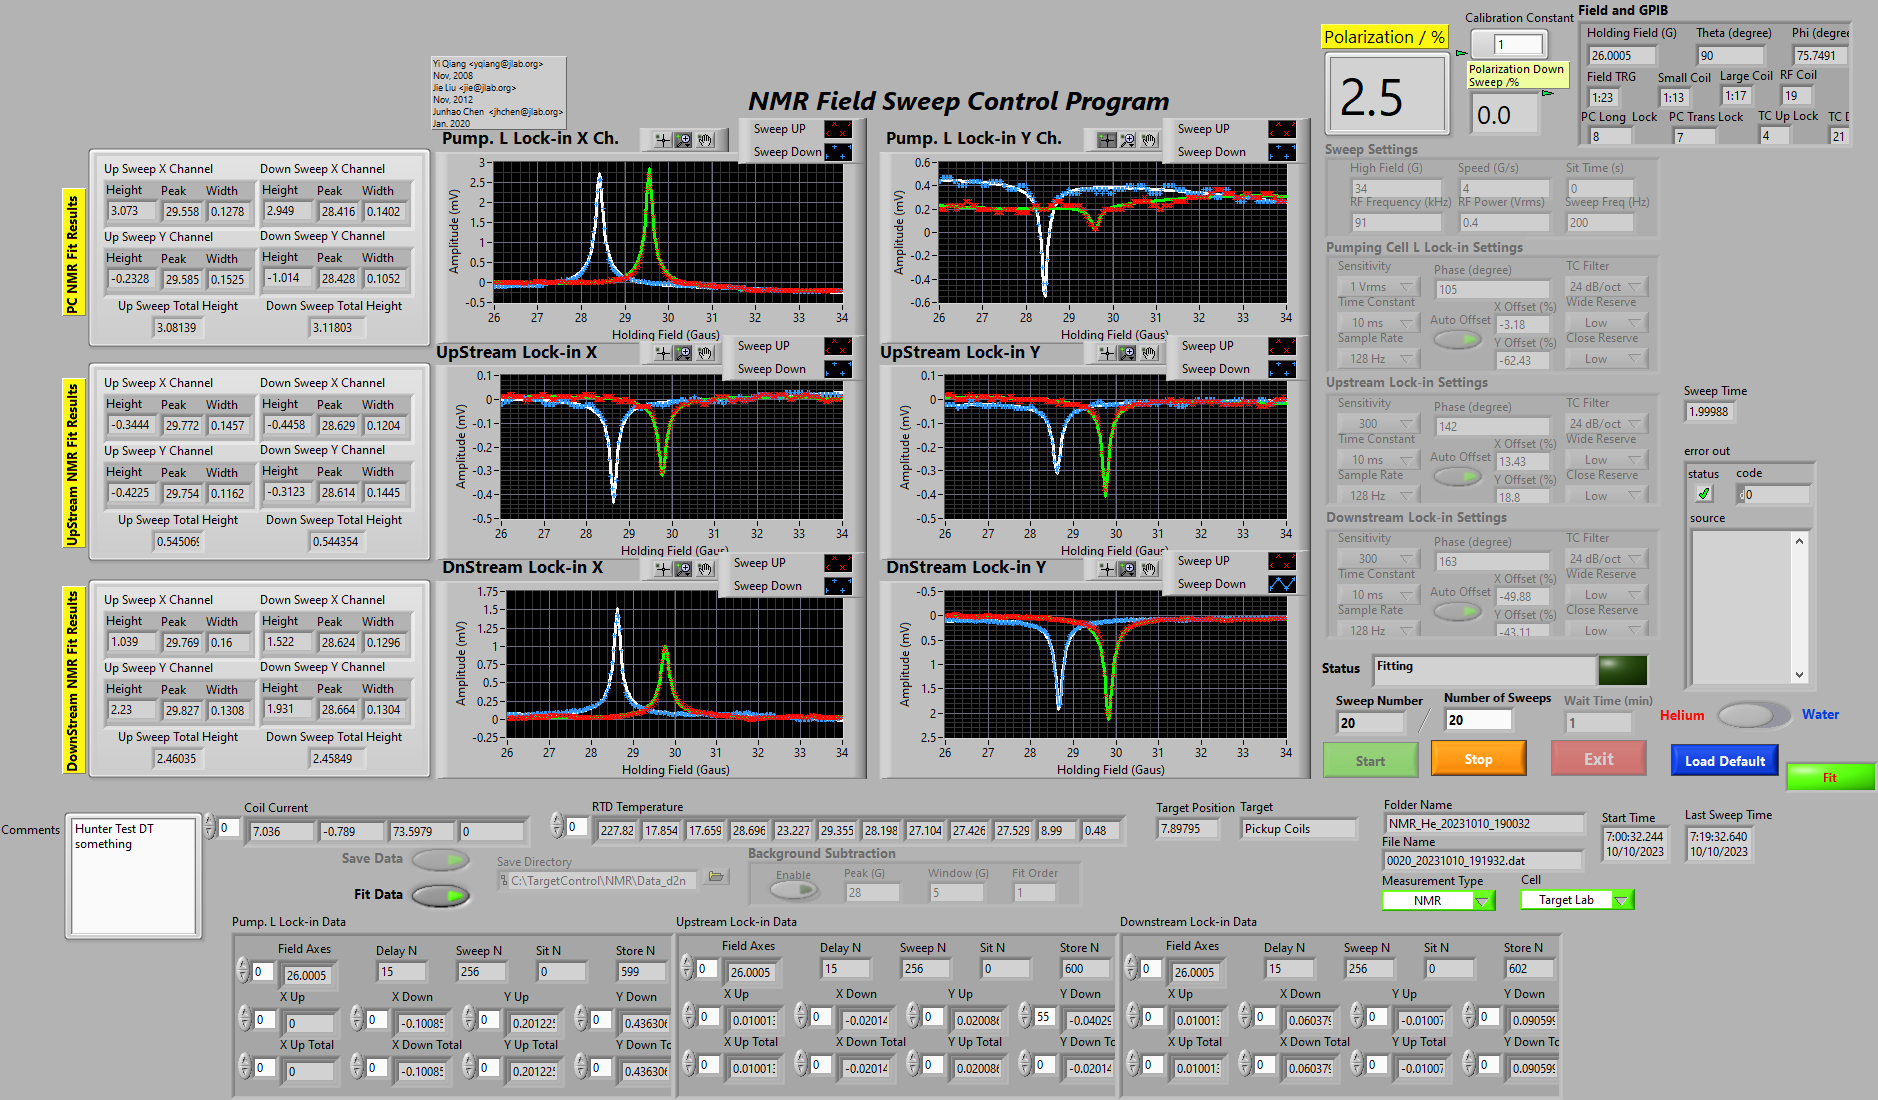 Yi Qiang <yqiang@jlab.org>
Nov, 2008
Jie Liu <jie@jlab.org>
Nov, 2012
Junhao Chen <jhchen@jlab.org>
Jan. 2020
NMR Field Sweep Control Program
Polarization / %
2.5
Calibration Constant
1
Polarization Down
Sweep /%
0.0
Field and GPIB
Holding Field (G) Theta (degree) Phi (degree
26.0005 90 75.7491
Field TRG Small Coil Large Coil RF Coil
1:23 1:13 1:17 19
PC Long Lock PC Trans Lock TC Up Lock TC D
8 7 4 21
PC NMR Fit Results
Up Sweep X Channel Down Sweep X Channel
Height Peak Width Height Peak Width
3.073 29.558 0.1278 2.949 28.416 0.1402
Up Sweep Y Channel Down Sweep Y Channel
Height Peak Width Height Peak Width
-0.2328 29.585 0.1525 -1.014 28.428 0.1052
Up Sweep Total Height Down Sweep Total Height
3.08139 3.11803
Pump. L Lock-in X Ch.
Sweep UP
Sweep Down
Amplitude (mV)
3
2.5
2
1.5
1
0.5
0
-0.5
26 27 28 29 30 31 32 33 34
Holding Field (Gaus)
Pump. L Lock-in Y Ch.
Sweep UP
Sweep Down
Amplitude (mV)
0.6
0.4
0.2
0
-0.2
-0.4
-0.6
26 27 28 29 30 31 32 33 34
Holding Field (Gaus)
UpStream NMR Fit Results
Up Sweep X Channel Down Sweep X Channel
Height Peak Width Height Peak Width
-0.3444 29.772 0.1457 -0.4458 28.629 0.1204
Up Sweep Y Channel Down Sweep Y Channel
Height Peak Width Height Peak Width
-0.4225 29.754 0.1162 -0.3123 28.614 0.1445
Up Sweep Total Height Down Sweep Total Height
0.545069 0.544354
UpStream Lock-in X
Sweep UP
Sweep Down
Amplitude (mV)
0.1
0
-0.1
-0.2
-0.3
-0.4
-0.5
26 27 28 29 30 31 32 33 34
Holding Field (Gaus)
UpStream Lock-in Y
Sweep UP
Sweep Down
Amplitude (mV)
0.1
0
-0.1
-0.2
-0.3
-0.4
-0.5
26 27 28 29 30 31 32 33 34
Holding Field (Gaus)
DownStream NMR Fit Results
Up Sweep X Channel Down Sweep X Channel
Height Peak Width Height Peak Width
1.039 29.769 0.16 1.522 28.624 0.1296
Up Sweep Y Channel Down Sweep Y Channel
Height Peak Width Height Peak Width
2.23 29.827 0.1308 1.931 28.664 0.1304
Up Sweep Total Height Down Sweep Total Height
2.46035 2.45849
DnStream Lock-in X
Sweep UP
Sweep Down
Amplitude (mV)
1.75
1.5
1.25
1
0.75
0.5
0.25
0
-0.25
26 27 28 29 30 31 32 33 34
Holding Field (Gaus)
DnStream Lock-in Y
Sweep UP
Sweep Down
Amplitude (mV)
-0.5
0
0.5
1
1.5
2
2.5
26 27 28 29 30 31 32 33 34
Holding Field (Gaus)
Sweep Settings
High Field (G) Speed (G/s) Sit Time (s)
34 4 0
RF Frequency (kHz) RF Power (Vrms) Sweep Freq (Hz)
91 0.4 200
Pumping Cell L Lock-in Settings
Sensitivity Phase (degree) TC Filter
1 Vrms 105 24 dB/oct
Time Constant X Offset (%) Wide Reserve
10 ms Auto Offset -3.18 Low
Sample Rate Y Offset (%) Close Reserve
128 Hz -62.43 Low
Upstream Lock-in Settings
Sensitivity Phase (degree) TC Filter
300 142 24 dB/oct
Time Constant X Offset (%) Wide Reserve
10 ms Auto Offset 13.43 Low
Sample Rate Y Offset (%) Close Reserve
128 Hz 18.8 Low
Downstream Lock-in Settings
Sensitivity Phase (degree) TC Filter
300 163 24 dB/oct
Time Constant X Offset (%) Wide Reserve
10 ms Auto Offset -49.88 Low
Sample Rate Y Offset (%) Close Reserve
128 Hz -43.11 Low
Sweep Time
1.99988
error out
status code
0
source
Status Fitting
Sweep Number Number of Sweeps Wait Time (min)
20 / 20 1
Helium Water
Start Stop Exit Load Default
Fit
Comments
Hunter Test DT
something
Coil Current
0 7.036 -0.789 73.5979 0
RTD Temperature
0 227.82 17.854 17.659 28.696 23.227 29.355 28.198 27.104 27.426 27.529 8.99 0.48
Target Position Target
7.89795 Pickup Coils
Folder Name
NMR_He_20231010_190032
File Name
0020_20231010_191932.dat
Start Time Last Sweep Time
7:00:32.244 7:19:32.640
10/10/2023 10/10/2023
Measurement Type Cell
NMR Target Lab
Save Data
Fit Data
Save Directory
C:\TargetControl\NMR\Data_d2n
Background Subtraction
Enable Peak (G) Window (G) Fit Order
28 5 1
Pump. L Lock-in Data
Field Axes Delay N Sweep N Sit N Store N
0 26.0005 15 256 0 599
X Up X Down Y Up Y Down
0 0 0 -0.10085 0 0.201225 0 0.436306
X Up Total X Down Total Y Up Total Y Down To
0 0 0 -0.10085 0 0.201225 0 0.436306
Upstream Lock-in Data
Field Axes Delay N Sweep N Sit N Store N
0 26.0005 15 256 0 600
X Up X Down Y Up Y Down
0 0.010013 0 -0.02014 0 0.020086 55 -0.04029
X Up Total X Down Total Y Up Total Y Down To
0 0.010013 0 -0.02014 0 0.020086 0 -0.02014
Downstream Lock-in Data
Field Axes Delay N Sweep N Sit N Store N
0 26.0005 15 256 0 602
X Up X Down Y Up Y Down
0 0.010013 0 0.060379 0 -0.01007 0 0.090599
X Up Total X Down Total Y Up Total Y Down To
0 0.010013 0 0.060379 0 -0.01007 0 0.090599